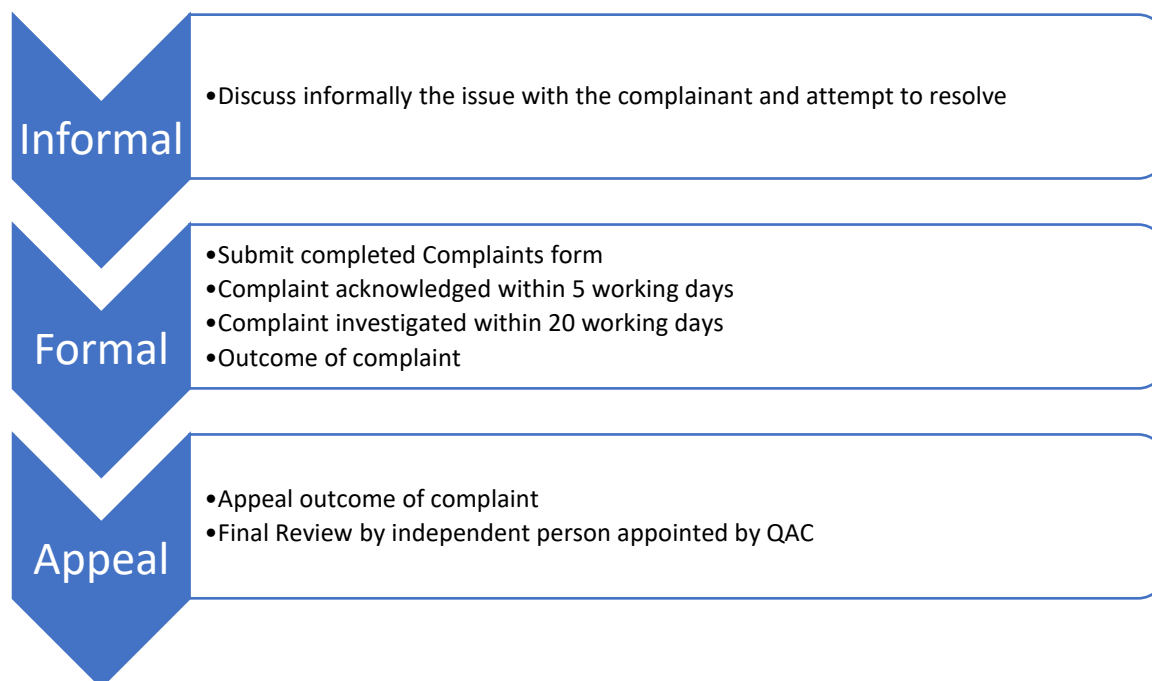 Informal
•Discuss informally the issue with the complainant and attempt to resolve
Formal
•Submit completed Complaints form
•Complaint acknowledged within 5 working days
•Complaint investigated within 20 working days
•Outcome of complaint
Appeal
•Appeal outcome of complaint
•Final Review by independent person appointed by QAC